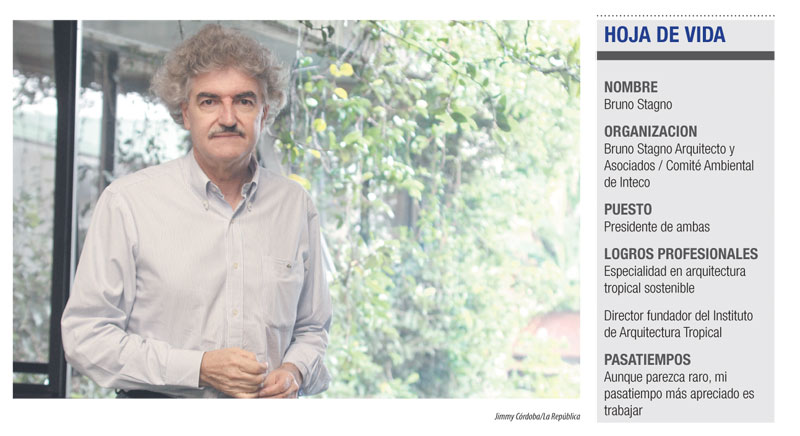 HOJA DE VIDA
NOMBRE
Bruno Stagno
ORGANIZACION
Bruno Stagno Arquitecto y
Asociados / Comité Ambiental
de Inteco
PUESTO
Presidente de ambas
LOGROS PROFESIONALES
Especialidad en arquitectura
tropical sostenible
Director fundador del Instituto
de Arquitectura Tropical
PASATIEMPOS
Aunque parezca raro, mi
pasatiempo más apreciado es
trabajar
Jimmy Córdoba/La República